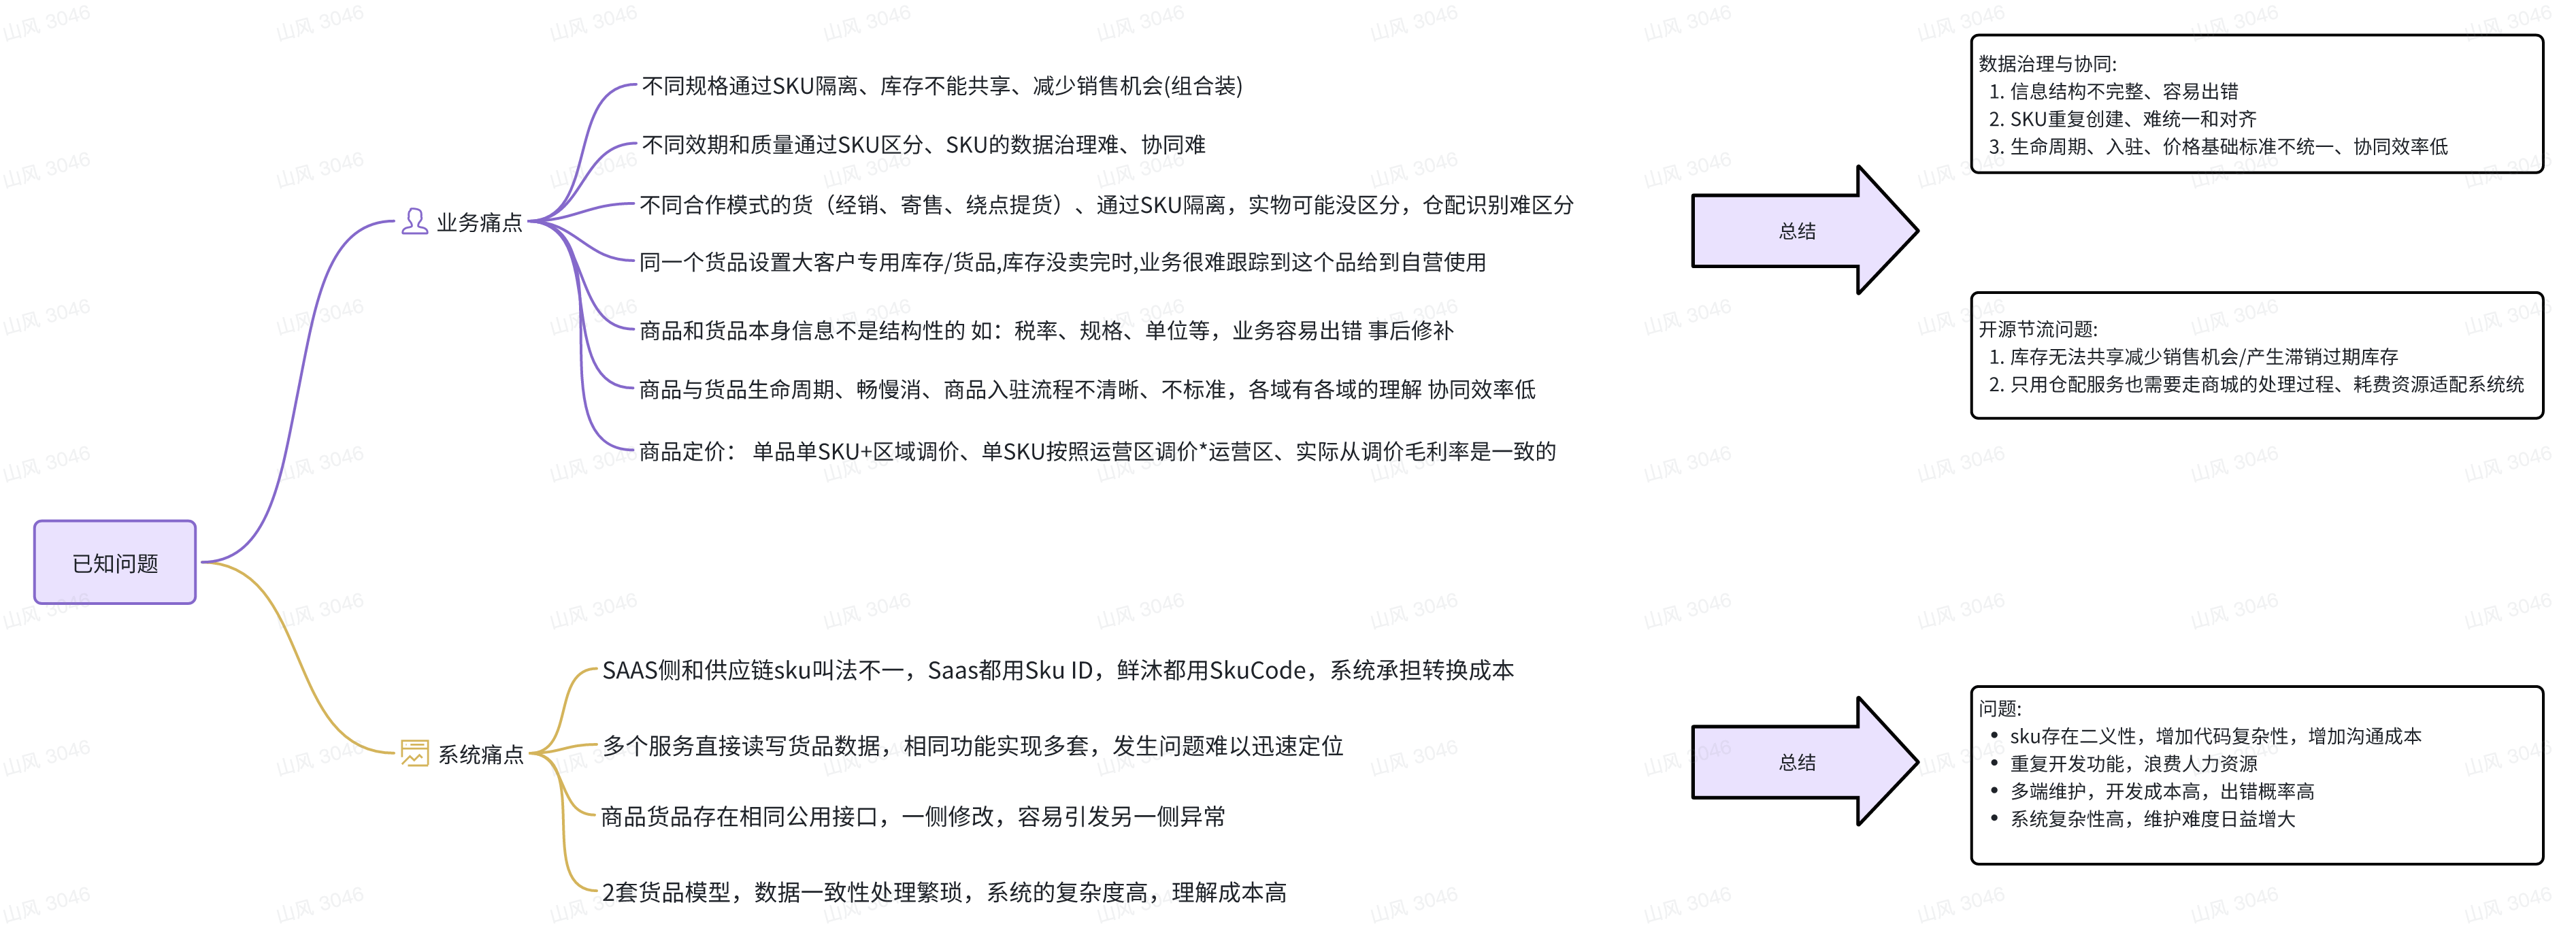 已知问题
业务痛点
不同规格通过SKU隔离、库存不能共享、减少销售机会(组合装)
不同效期和质量通过SKU区分、SKU的数据治理难、协同难
不同合作模式的货（经销、寄售、绕点提货）、通过SKU隔离，实物可能没区分，仓配识别难区分
同一个货品设置大客户专用库存/货品,库存没卖完时,业务很难跟踪到这个品给到自营使用
商品和货品本身信息不是结构性的 如：税率、规格、单位等，业务容易出错 事后修补
商品与货品生命周期、畅慢消、商品入驻流程不清晰、不标准，各域有各域的理解 协同效率低
商品定价： 单品单SKU+区域调价、单SKU按照运营区调价*运营区、实际从调价毛利率是一致的
总结
数据治理与协同:
1. 信息结构不完整、容易出错
2. SKU重复创建、难统一和对齐
3. 生命周期、入驻、价格基础标准不统一、协同效率低
开源节流问题:
1. 库存无法共享减少销售机会/产生滞销过期库存
2. 只用仓配服务也需要走商城的处理过程、耗费资源适配系统统
系统痛点
SAAS侧和供应链sku叫法不一，Saas都用Sku ID，鲜沐都用SkuCode，系统承担转换成本
多个服务直接读写货品数据，相同功能实现多套，发生问题难以迅速定位
商品货品存在相同公用接口，一侧修改，容易引发另一侧异常
2套货品模型，数据一致性处理繁琐，系统的复杂度高，理解成本高
总结
问题:
• sku存在二义性，增加代码复杂性，增加沟通成本
• 重复开发功能，浪费人力资源
• 多端维护，开发成本高，出错概率高
• 系统复杂性高，维护难度日益增大
山风 3046